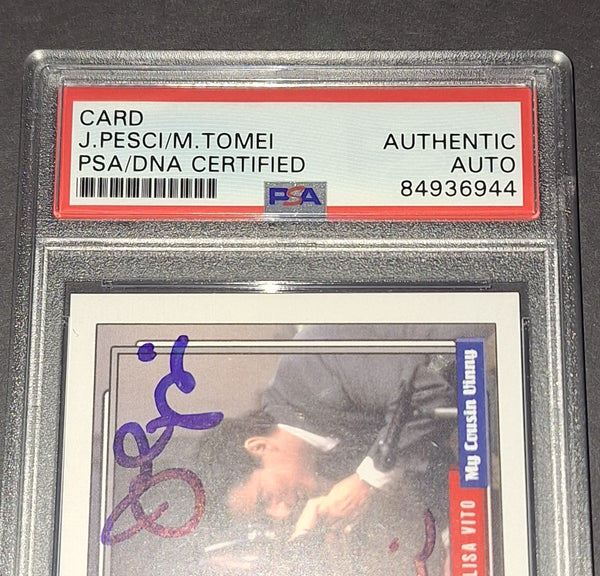 CARD
J.PESCI/M.TOMEI
PSA/DNA CERTIFIED
AUTHENTIC
AUTO
84936944
PSA
My Cousin Vinny
LISA VITO